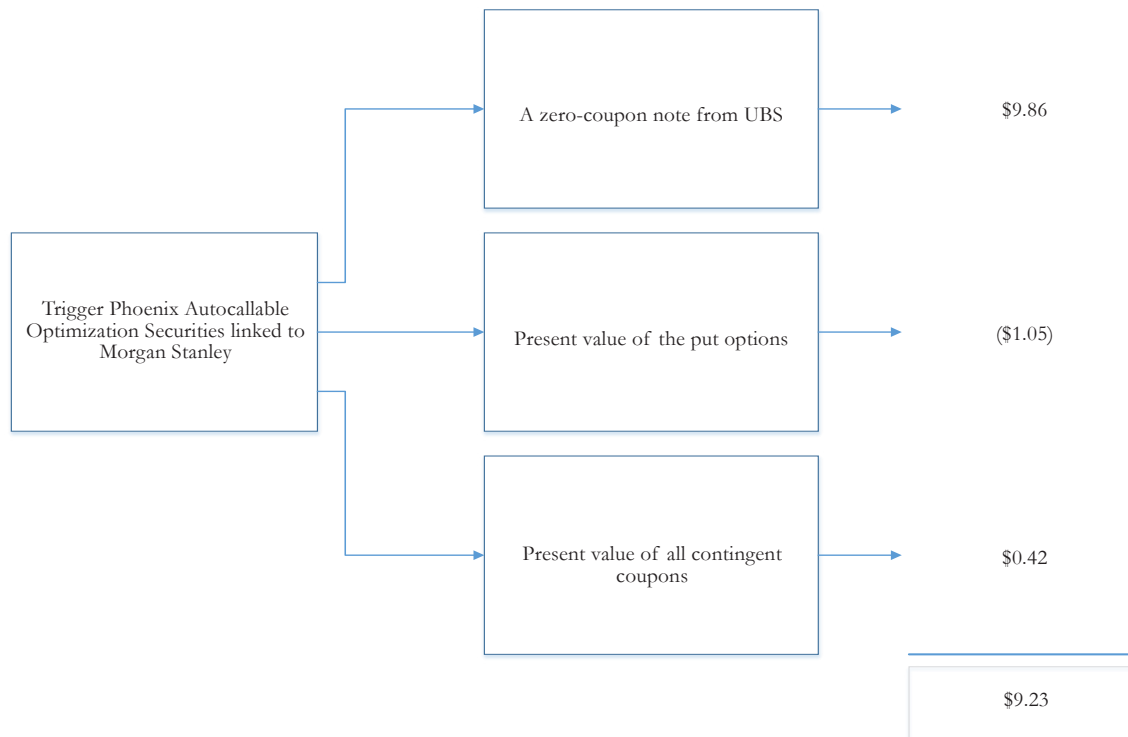 A zero-coupon note from UBS
$9.86
Trigger Phoenix Autocallable
Optimization Securities linked to
Morgan Stanley
Present value of the put options
($1.05)
Present value of all contingent
coupons
$0.42
$9.23